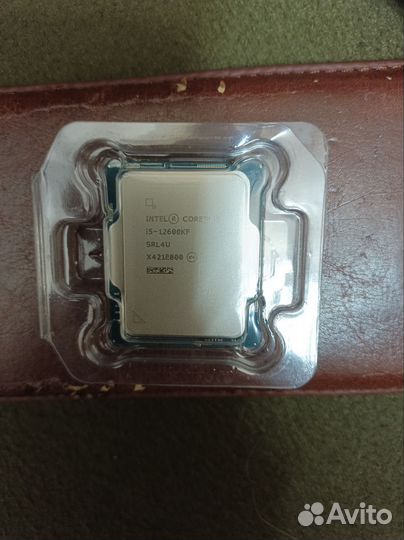 INTEL® CORE™
i5-12600KF
SRL4U
X421E800
Avito